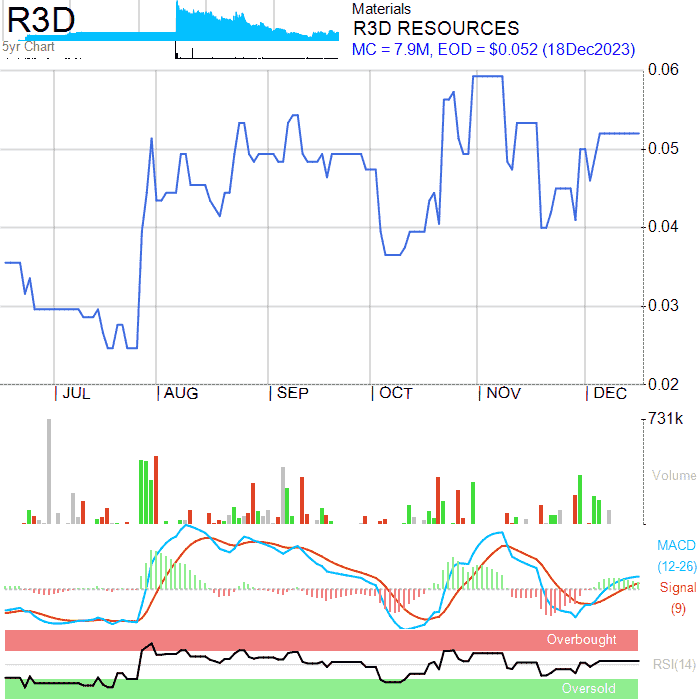 R3D
5yr Chart
Materials
R3D RESOURCES
MC = 7.9M, EOD = $0.052 (18Dec2023)
0.06
0.05
0.04
0.03
0.02
JUL
AUG
SEP
OCT
NOV
DEC
731k
Volume
MACD
(12-26)
Signal
(9)
Overbought
RSI(14)
Oversold